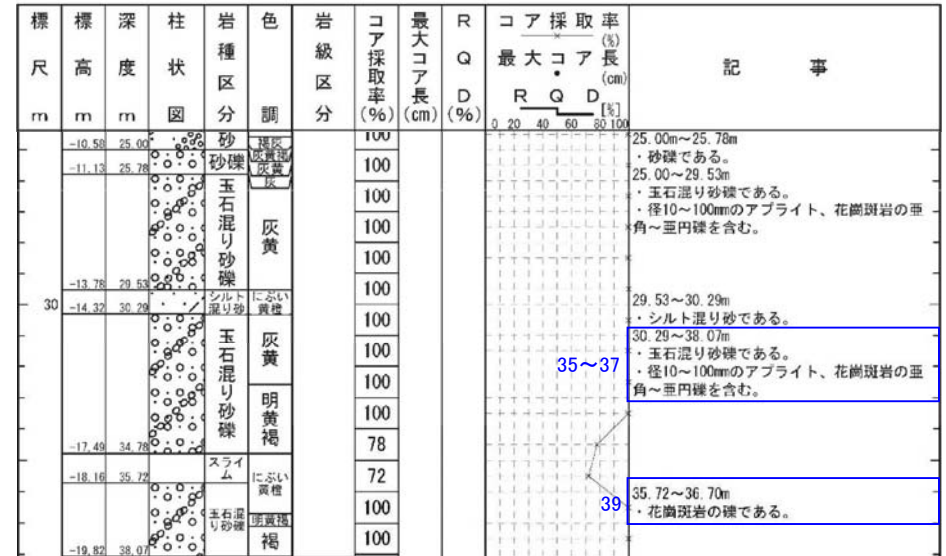 標尺m
標高m
深度m
柱状図
岩種区分
色調
岩級区分
コア採取率(%)
最大コア長(cm)
RQD(%)
コア採取率
(%)
最大コア長
(cm)
RQD
[%]
0 20 40 60 80 100
記事
-10.58 25.00 砂 褐灰 100
灰黄褐
-11.13 25.78 砂礫 灰黄 100
灰
玉石混り砂礫
灰黄
100
100
100
-13.78 29.53 100
30
シルト混り砂
にぶい黄橙
-14.32 30.29
100
玉石混り砂礫
灰黄
100
100
明黄褐
100
-17.49 34.78 78
スライム
-18.16 35.72 72
にぶい黄橙
玉石混り砂礫
100
明黄褐
褐
100
-19.82 38.07
25.00m～25.78m
・砂礫である。
25.00～29.53m
・玉石混り砂礫である。
・径10～100mmのアプライト、花崗斑岩の亜
角～亜円礫を含む。
29.53～30.29m
・シルト混り砂である。
35～37
30.29～38.07m
・玉石混り砂礫である。
・径10～100mmのアプライト、花崗斑岩の亜
角～亜円礫を含む。
39
35.72～36.70m
・花崗斑岩の礫である。